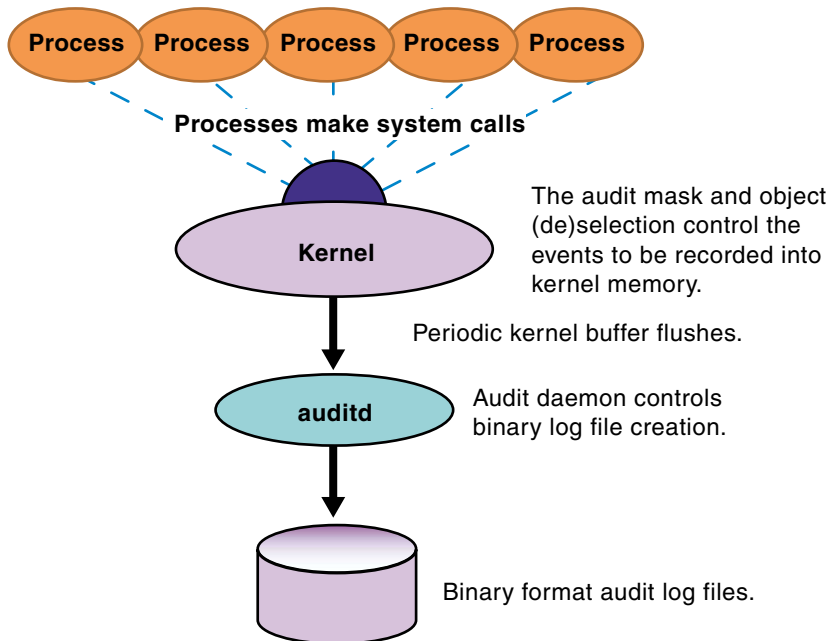 Process Process Process Process Process
Processes make system calls
The audit mask and object
(de)selection control the
events to be recorded into
kernel memory.
Kernel
Periodic kernel buffer flushes.
auditd
Audit daemon controls
binary log file creation.
Binary format audit log files.